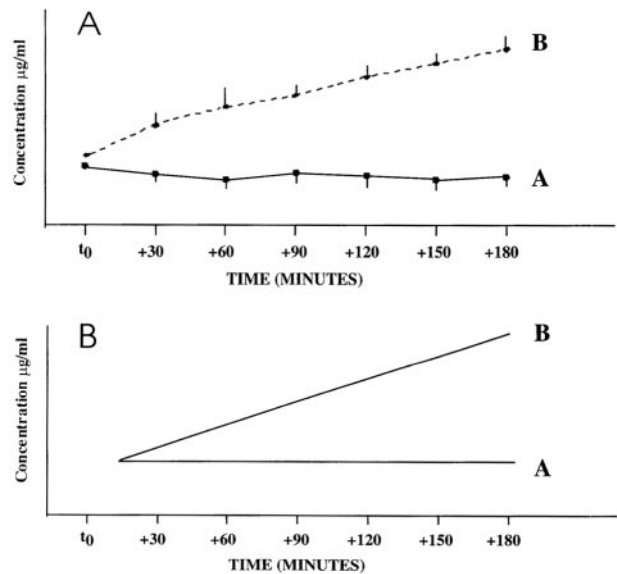 A
Concentration µg/ml
B
A
t0 +30 +60 +90 +120 +150 +180
TIME (MINUTES)
B
Concentration µg/ml
B
A
t0 +30 +60 +90 +120 +150 +180
TIME (MINUTES)